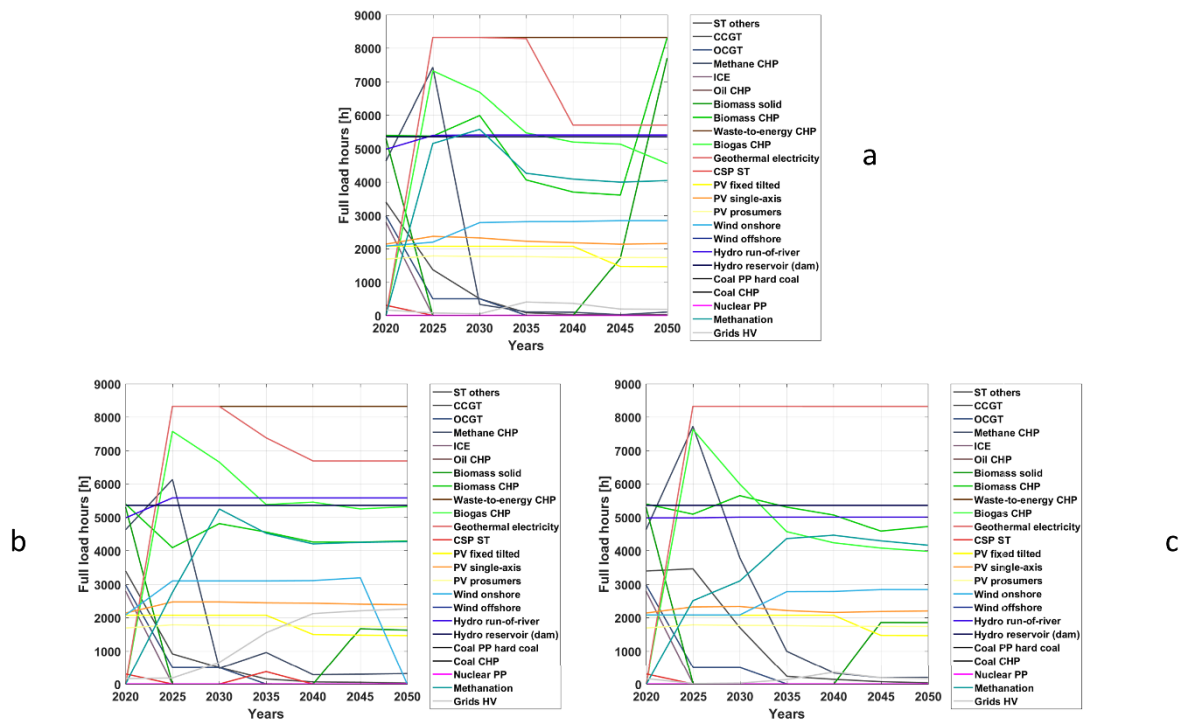 9000
8000
7000
6000
5000
4000
3000
2000
1000
0
Full load hours [h]
2020 2025 2030 2035 2040 2045 2050
Years
ST others
CCGT
OCGT
Methane CHP
ICE
Oil CHP
Biomass solid
Biomass CHP
Waste-to-energy CHP
Biogas CHP
Geothermal electricity
CSP ST
PV fixed tilted
PV single-axis
PV prosumers
Wind onshore
Wind offshore
Hydro run-of-river
Hydro reservoir (dam)
Coal PP hard coal
Coal CHP
Nuclear PP
Methanation
Grids HV
a
b
9000
8000
7000
6000
5000
4000
3000
2000
1000
0
Full load hours [h]
2020 2025 2030 2035 2040 2045 2050
Years
ST others
CCGT
OCGT
Methane CHP
ICE
Oil CHP
Biomass solid
Biomass CHP
Waste-to-energy CHP
Biogas CHP
Geothermal electricity
CSP ST
PV fixed tilted
PV single-axis
PV prosumers
Wind onshore
Wind offshore
Hydro run-of-river
Hydro reservoir (dam)
Coal PP hard coal
Coal CHP
Nuclear PP
Methanation
Grids HV
9000
8000
7000
6000
5000
4000
3000
2000
1000
0
Full load hours [h]
2020 2025 2030 2035 2040 2045 2050
Years
ST others
CCGT
OCGT
Methane CHP
ICE
Oil CHP
Biomass solid
Biomass CHP
Waste-to-energy CHP
Biogas CHP
Geothermal electricity
CSP ST
PV fixed tilted
PV single-axis
PV prosumers
Wind onshore
Wind offshore
Hydro run-of-river
Hydro reservoir (dam)
Coal PP hard coal
Coal CHP
Nuclear PP
Methanation
Grids HV
c